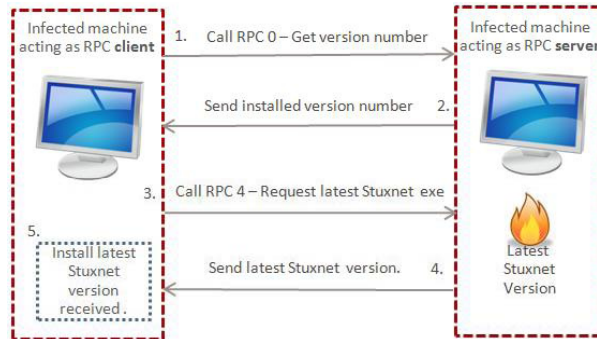 Infected machine
acting as RPC client
1. Call RPC 0 – Get version number
Infected machine
acting as RPC server
Send installed version number 2.
3. Call RPC 4 – Request latest Stuxnet exe
5.
Install latest
Stuxnet
version
received .
Send latest Stuxnet version. 4.
Latest
Stuxnet
Version